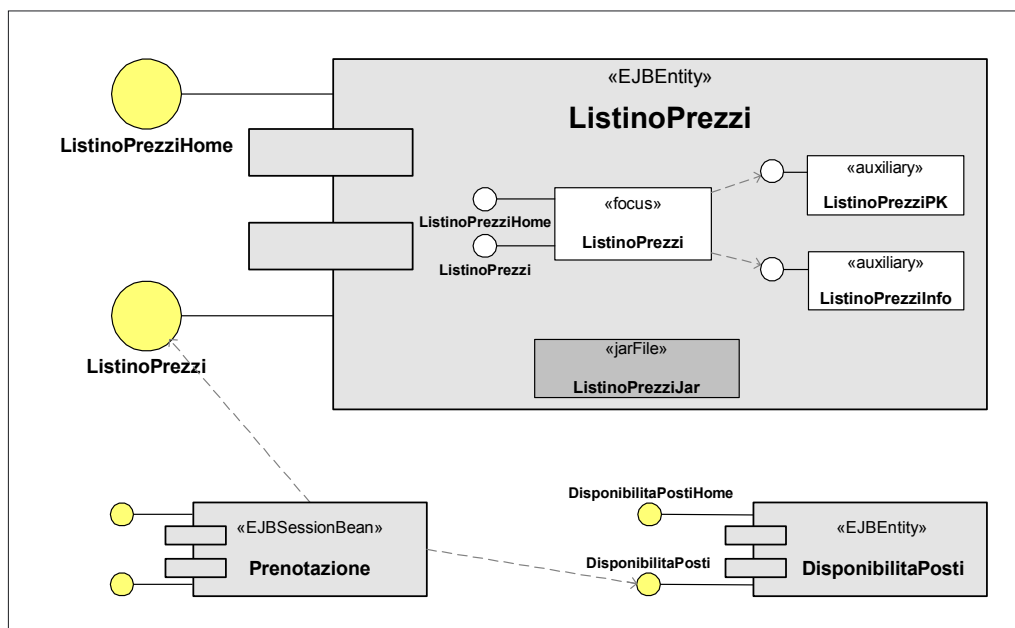 «EJBEntity»
ListinoPrezzi
ListinoPrezziHome
«auxiliary»
ListinoPrezziPK
«focus»
ListinoPrezzi
ListinoPrezziHome
ListinoPrezzi
«auxiliary»
ListinoPrezziInfo
«jarFile»
ListinoPrezziJar
ListinoPrezzi
«EJBSessionBean»
Prenotazione
DisponibilitaPostiHome
DisponibilitaPosti
«EJBEntity»
DisponibilitaPosti